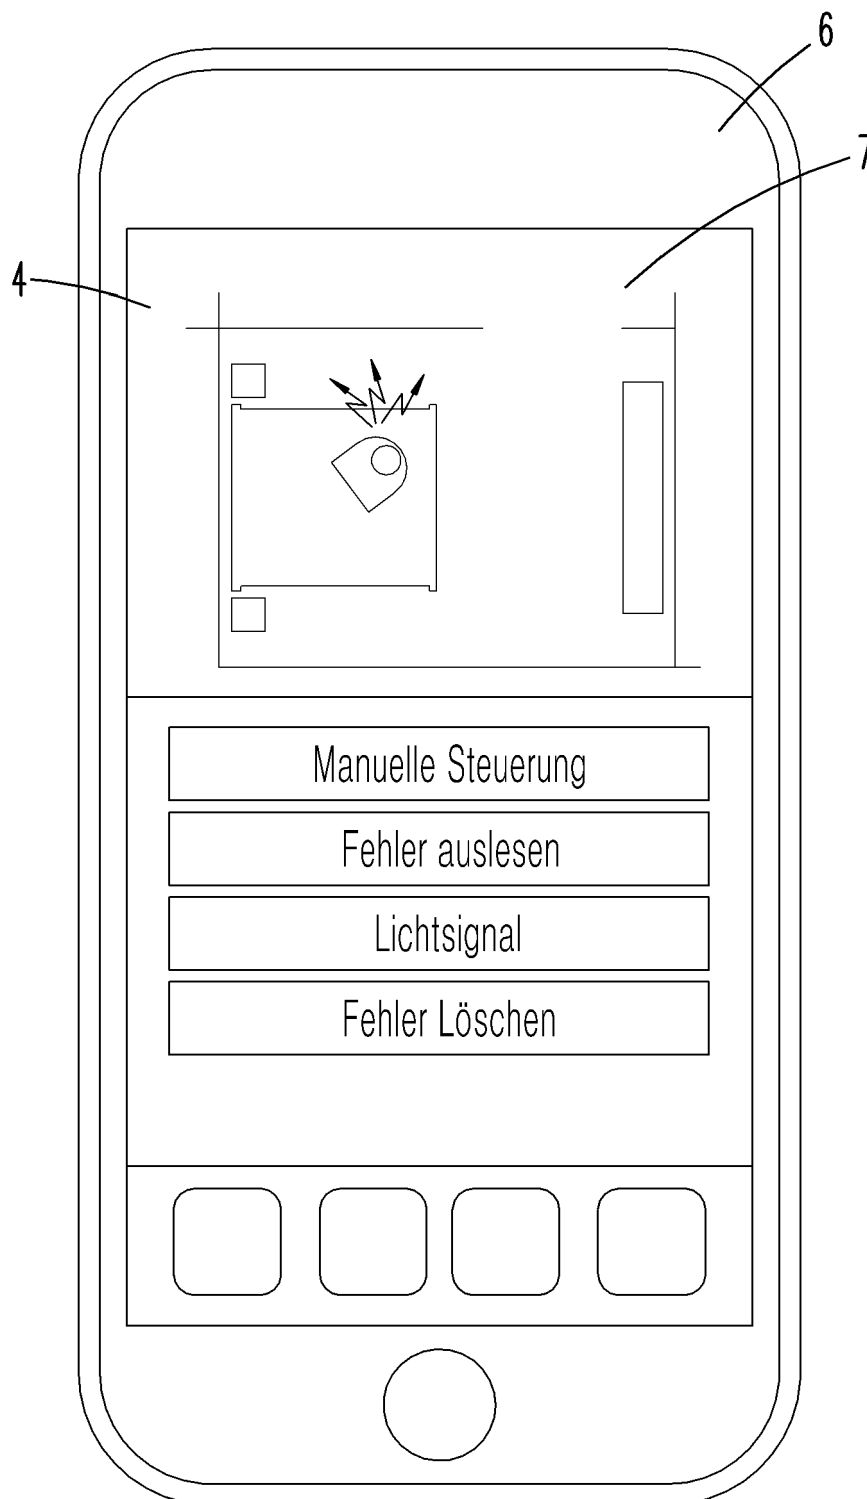 6
7
4
Manuelle Steuerung
Fehler auslesen
Lichtsignal
Fehler Löschen